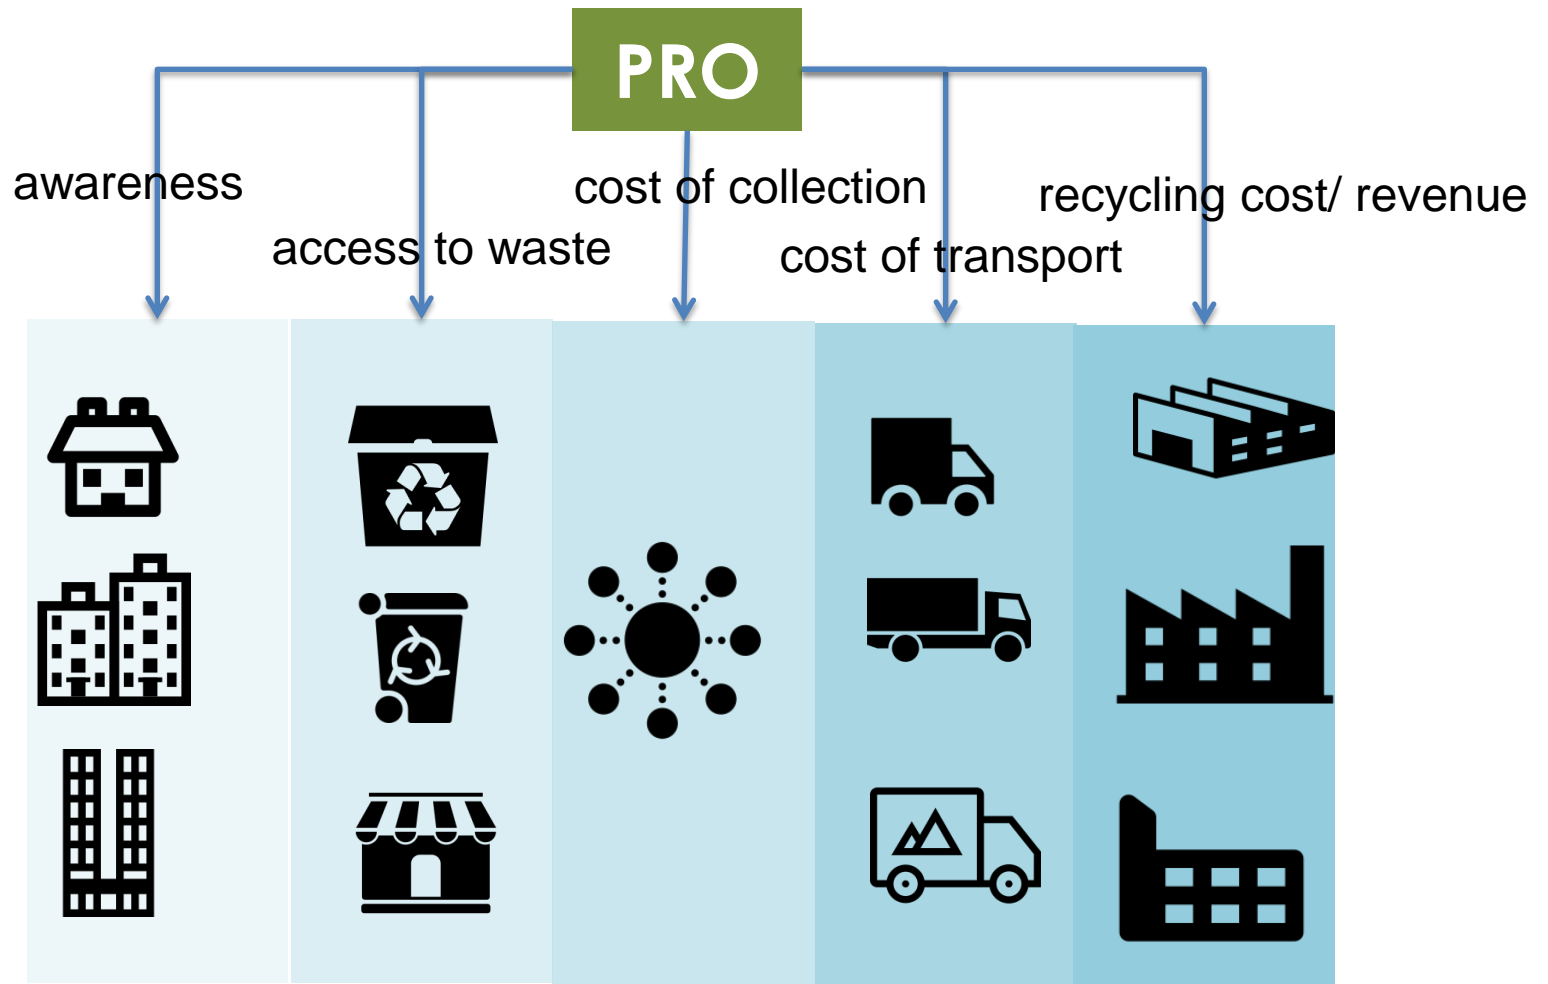 PRO
awareness
cost of collection
recycling cost/ revenue
access to waste
cost of transport